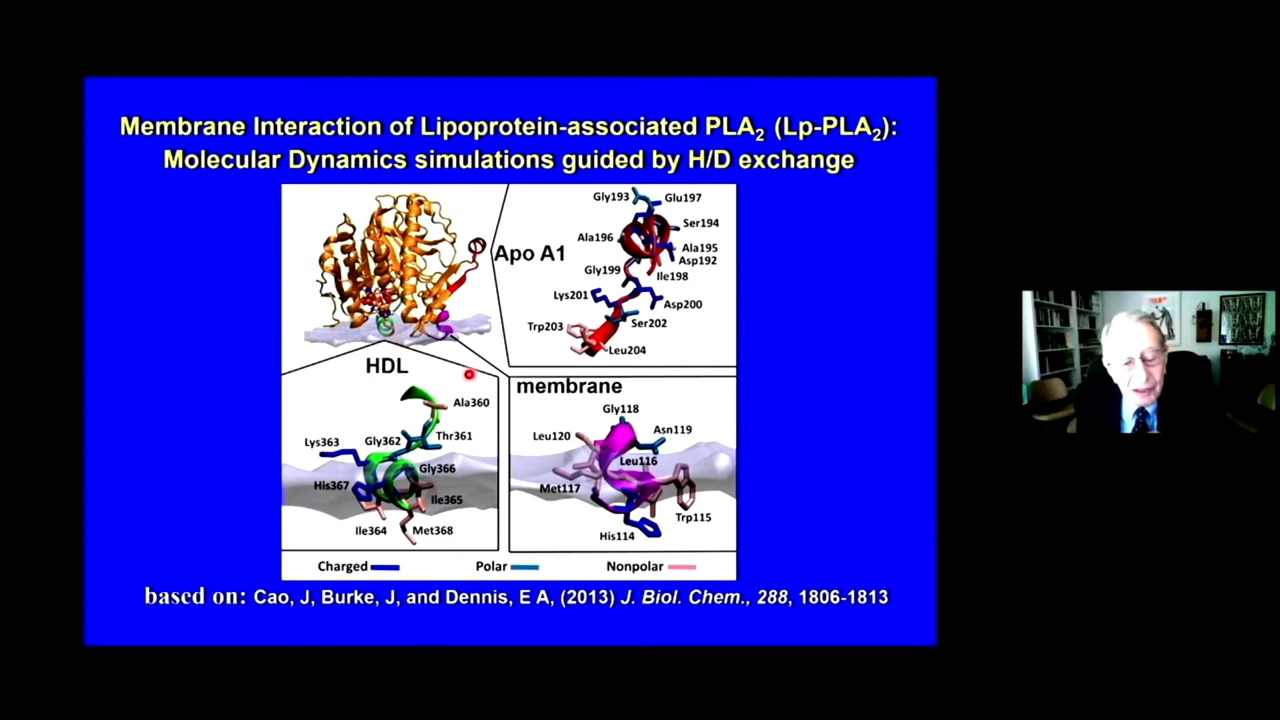 Membrane Interaction of Lipoprotein-associated PLA2 (Lp-PLA2):
Molecular Dynamics simulations guided by H/D exchange
Apo A1
Gly193
Glu197
Ser194
Ala196
Ala195
Asp192
Gly199
Ile198
Lys201
Asp200
Ser202
Trp203
Leu204
HDL
Ala360
Lys363
Gly362
Thr361
Gly366
His367
Ile365
Ile364
Met368
membrane
Gly118
Leu120
Asn119
Leu116
Met117
Trp115
His114
Charged
Polar
Nonpolar
based on: Cao, J, Burke, J, and Dennis, E A, (2013) J. Biol. Chem., 288, 1806-1813